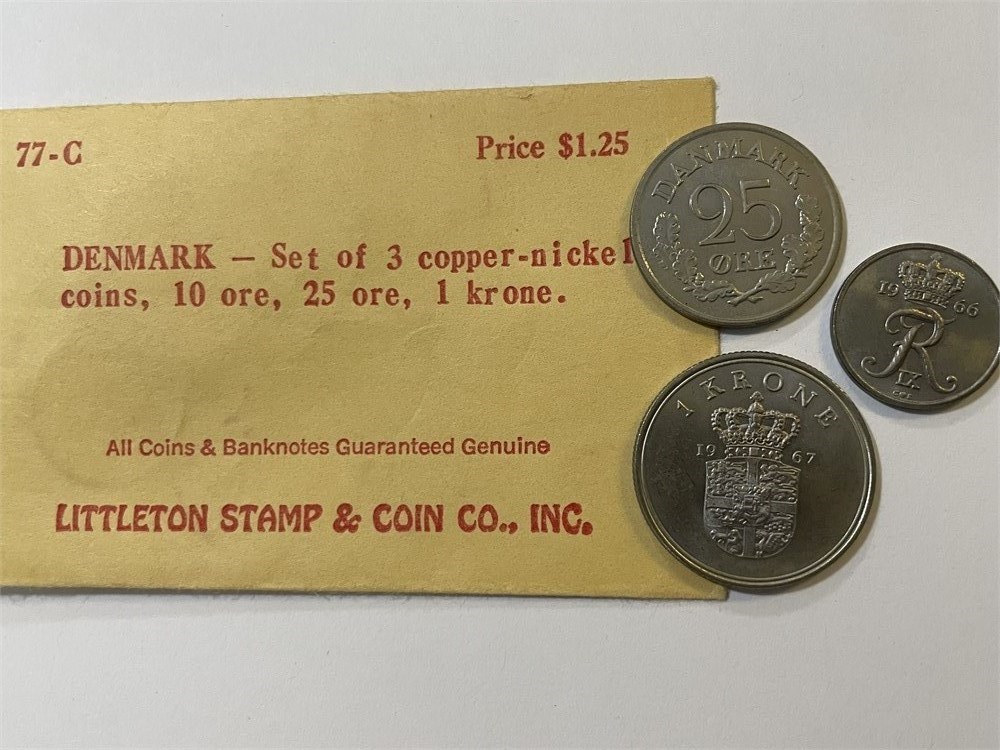 77-C
Price $1.25
DENMARK — Set of 3 copper-nickel
coins, 10 ore, 25 ore, 1 krone.
All Coins & Banknotes Guaranteed Genuine
LITTLETON STAMP & COIN CO., INC.
DANMARK
25
ØRE
19 66
R
IX
1 KRONE
19 67